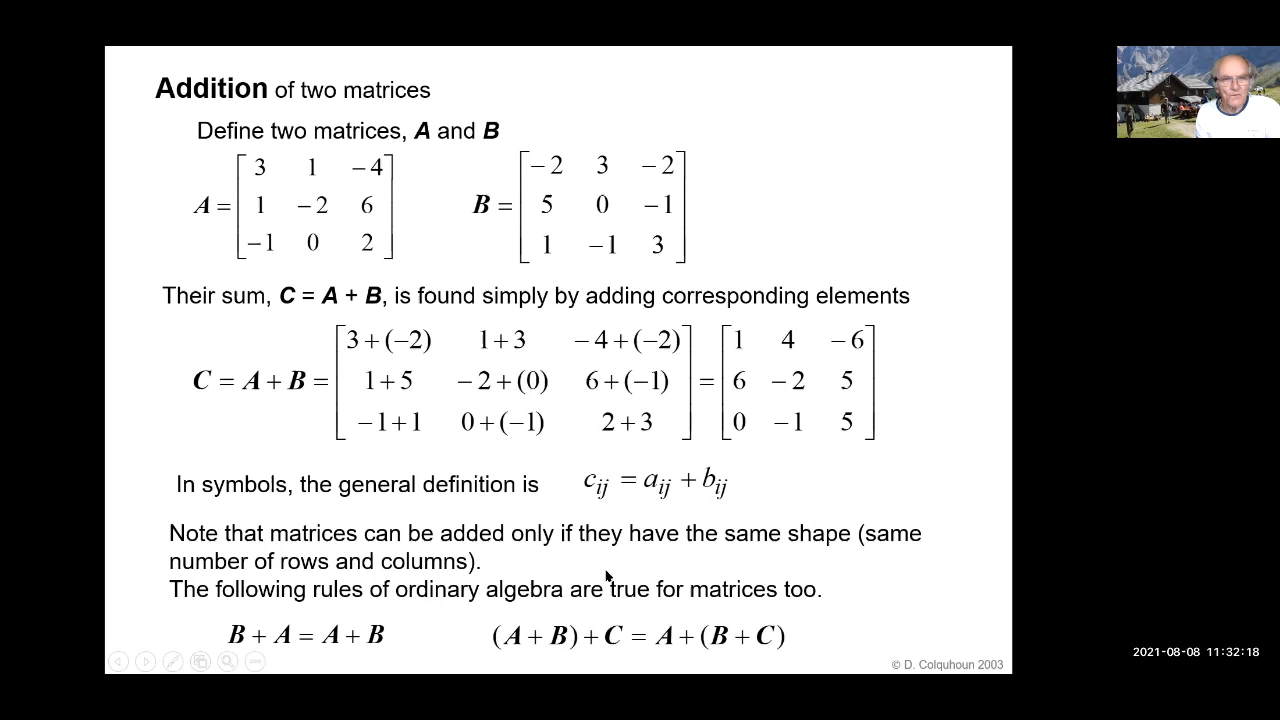 Addition of two matrices
Define two matrices, A and B
A = [3 1 −4; 1 −2 6; −1 0 2] B = [−2 3 −2; 5 0 −1; 1 −1 3]
Their sum, C = A + B, is found simply by adding corresponding elements
C = A + B = [3+(−2) 1+3 −4+(−2); 1+5 −2+(0) 6+(−1); −1+1 0+(−1) 2+3] = [1 4 −6; 6 −2 5; 0 −1 5]
In symbols, the general definition is c_ij = a_ij + b_ij
Note that matrices can be added only if they have the same shape (same
number of rows and columns).
The following rules of ordinary algebra are true for matrices too.
B + A = A + B (A + B) + C = A + (B + C)
© D. Colquhoun 2003
2021-08-08 11:32:18